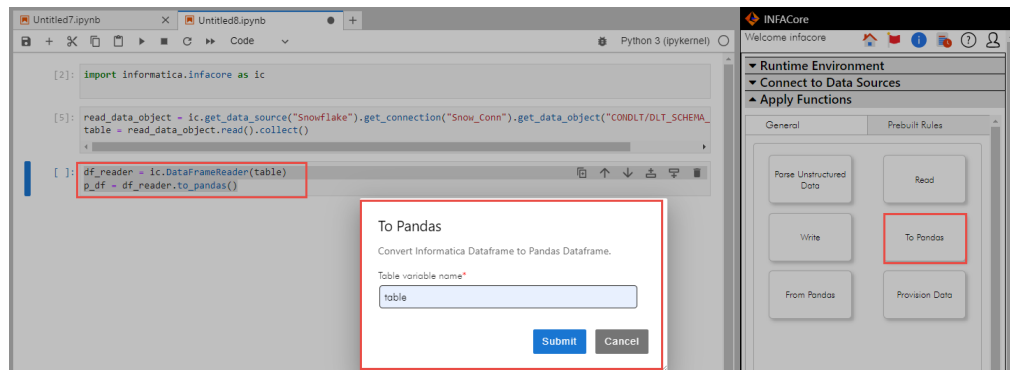 Untitled7.ipynb
Untitled8.ipynb
Code
Python 3 (ipykernel)
[2]: import informatica.infacore as ic
[5]: read_data_object = ic.get_data_source("Snowflake").get_connection("Snow_Conn").get_data_object("CONDLT/DLT_SCHEMA_
table = read_data_object.read().collect()
[ ]: df_reader = ic.DataFrameReader(table)
p_df = df_reader.to_pandas()
To Pandas
Convert Informatica Dataframe to Pandas Dataframe.
Table variable name*
table
Submit Cancel
INFACore
Welcome infacore
Runtime Environment
Connect to Data Sources
Apply Functions
General Prebuilt Rules
Parse Unstructured
Data
Read
Write
To Pandas
From Pandas
Provision Data